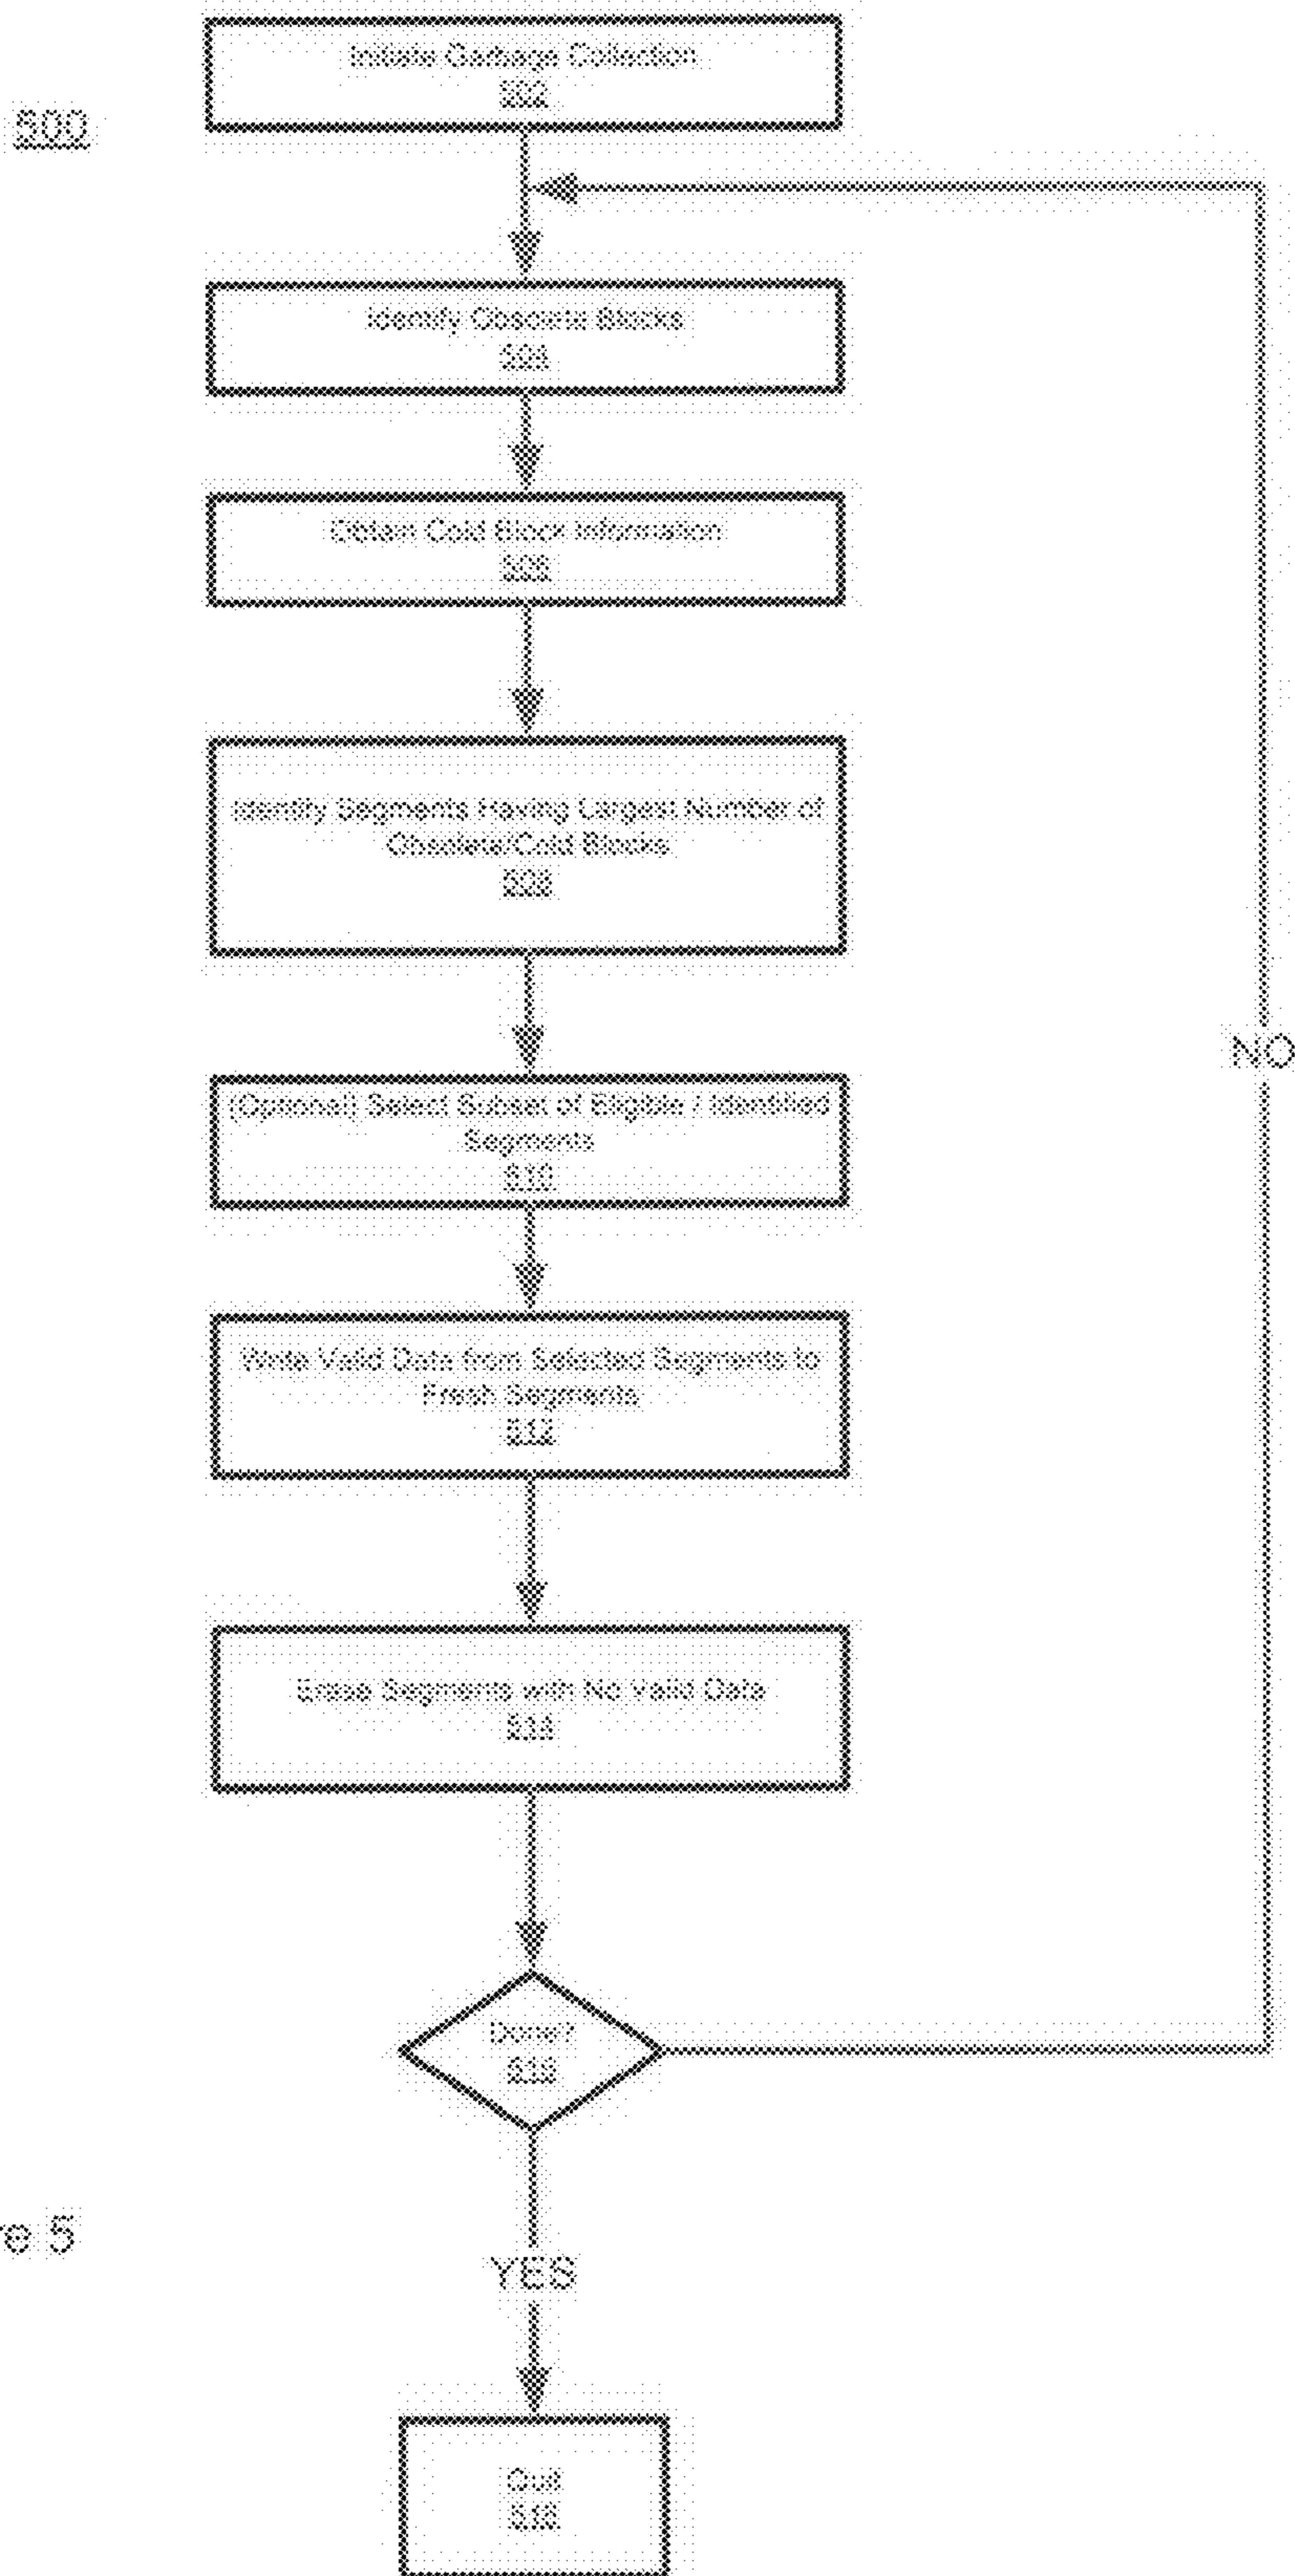 500
Initiate Garbage Collection
502
Identify Obsolete Blocks
504
Obtain Cold Block Information
506
Identify Segments Having Largest Number of
Obsolete/Cold Blocks
508
(Optional) Select Subset of Eligible / Identified
Segments
510
Write Valid Data from Selected Segments to
Fresh Segments
512
Erase Segments with No Valid Data
514
NO
Done?
516
re 5
YES
Quit
518